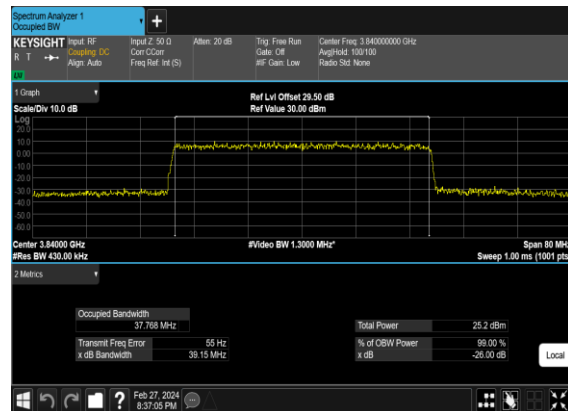 Spectrum Analyzer 1
Occupied BW
KEYSIGHT
R T
LW
Input: RF
Coupling: DC
Align: Auto
Input Z: 50 Ω
Corr CCorr
Freq Ref: Int (S)
Atten: 20 dB
Trig: Free Run
Gate: Off
#IF Gain: Low
Center Freq: 3.840000000 GHz
Avg|Hold: 100/100
Radio Std: None
1 Graph
Scale/Div 10.0 dB
Ref Lvl Offset 29.50 dB
Ref Value 30.00 dBm
Log
20.0
10.0
0.00
-10.0
-20.0
-30.0
-40.0
-50.0
-60.0
Center 3.84000 GHz
#Res BW 430.00 kHz
#Video BW 1.3000 MHz*
Span 80 MHz
Sweep 1.00 ms (1001 pts
2 Metrics
Occupied Bandwidth
37.768 MHz
Transmit Freq Error 55 Hz
x dB Bandwidth 39.15 MHz
Total Power 25.2 dBm
% of OBW Power 99.00 %
x dB -26.00 dB
Local
?
Feb 27, 2024
8:37:05 PM